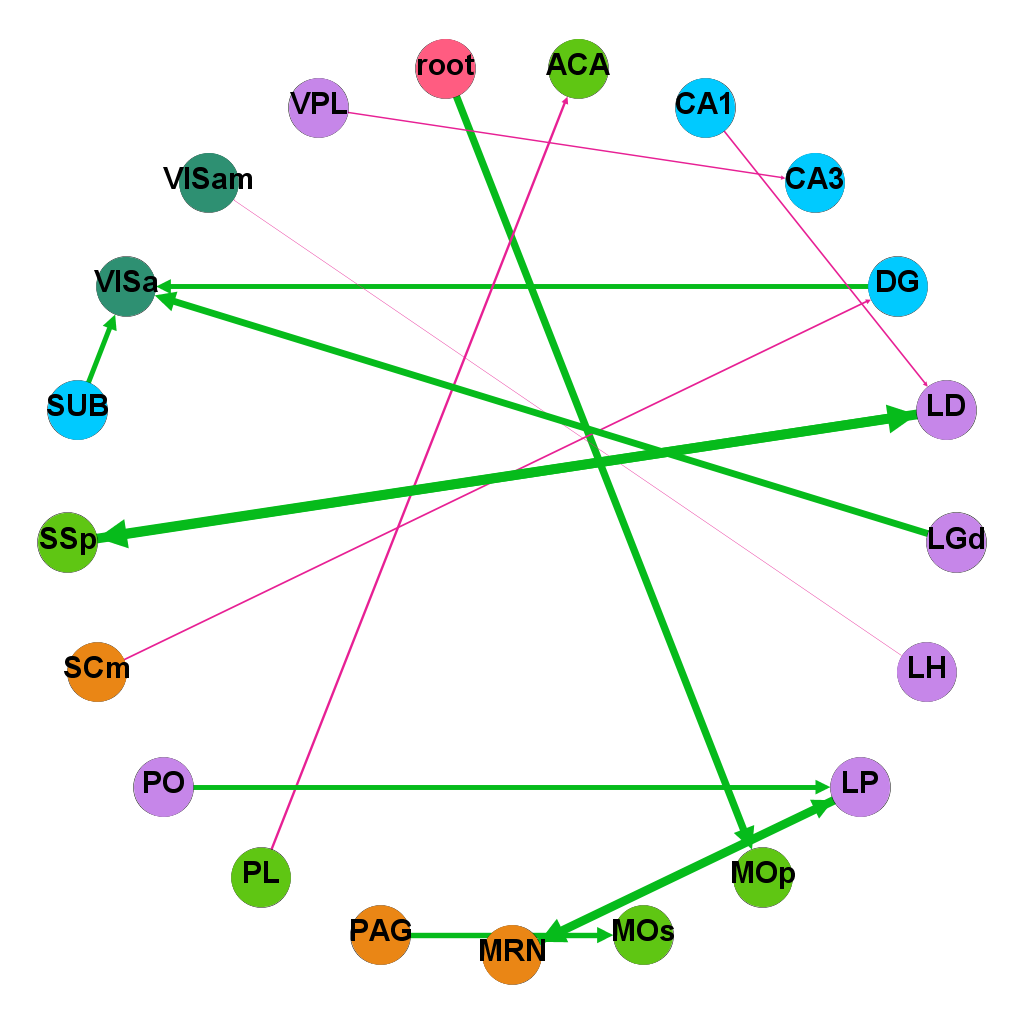 root
ACA
VPL
CA1
VISam
CA3
VISa
DG
SUB
LD
SSp
LGd
SCm
LH
PO
LP
PL
MOp
PAG
MRN
MOs